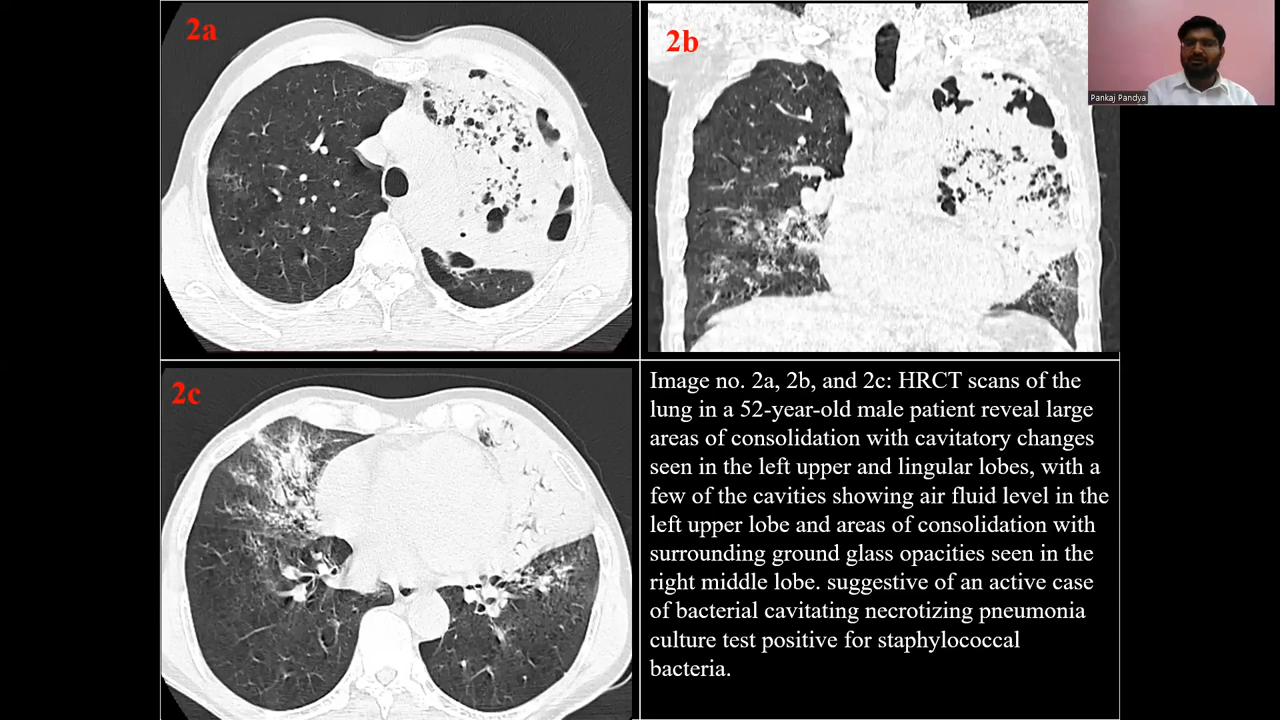 2a
2b
Pankaj Pandya
2c
Image no. 2a, 2b, and 2c: HRCT scans of the
lung in a 52-year-old male patient reveal large
areas of consolidation with cavitatory changes
seen in the left upper and lingular lobes, with a
few of the cavities showing air fluid level in the
left upper lobe and areas of consolidation with
surrounding ground glass opacities seen in the
right middle lobe. suggestive of an active case
of bacterial cavitating necrotizing pneumonia
culture test positive for staphylococcal
bacteria.